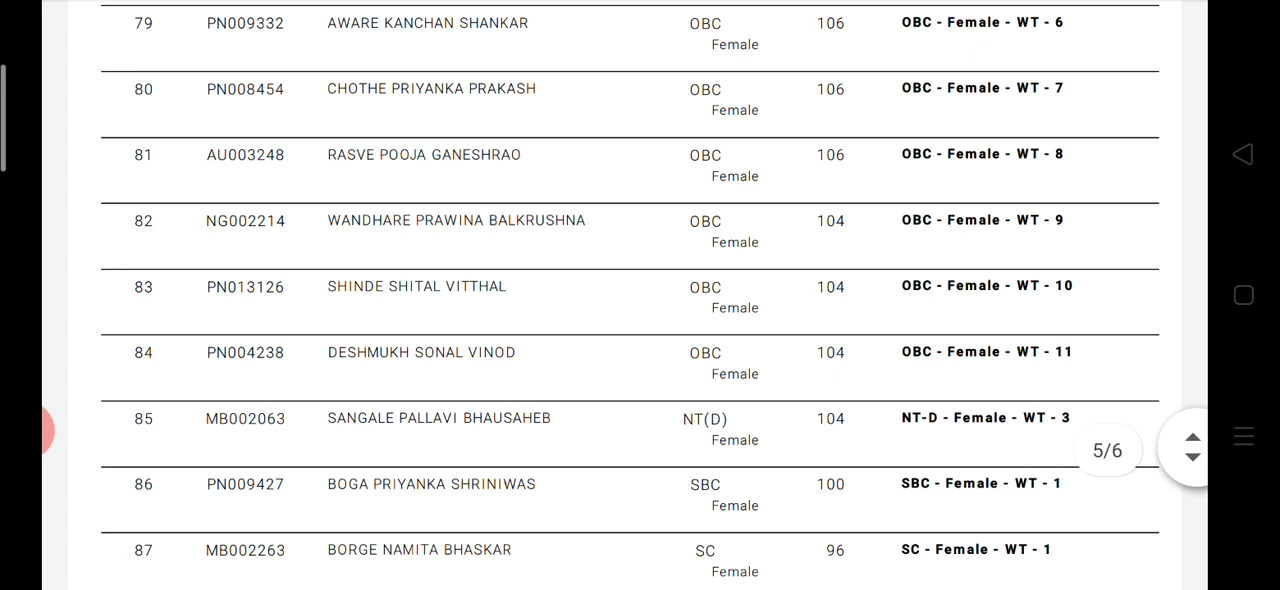 79 PN009332 AWARE KANCHAN SHANKAR OBC 106 OBC - Female - WT - 6
Female
80 PN008454 CHOTHE PRIYANKA PRAKASH OBC 106 OBC - Female - WT - 7
Female
81 AU003248 RASVE POOJA GANESHRAO OBC 106 OBC - Female - WT - 8
Female
82 NG002214 WANDHARE PRAWINA BALKRUSHNA OBC 104 OBC - Female - WT - 9
Female
83 PN013126 SHINDE SHITAL VITTHAL OBC 104 OBC - Female - WT - 10
Female
84 PN004238 DESHMUKH SONAL VINOD OBC 104 OBC - Female - WT - 11
Female
85 MB002063 SANGALE PALLAVI BHAUSAHEB NT(D) 104 NT-D - Female - WT - 3
Female
5/6
86 PN009427 BOGA PRIYANKA SHRINIWAS SBC 100 SBC - Female - WT - 1
Female
87 MB002263 BORGE NAMITA BHASKAR SC 96 SC - Female - WT - 1
Female